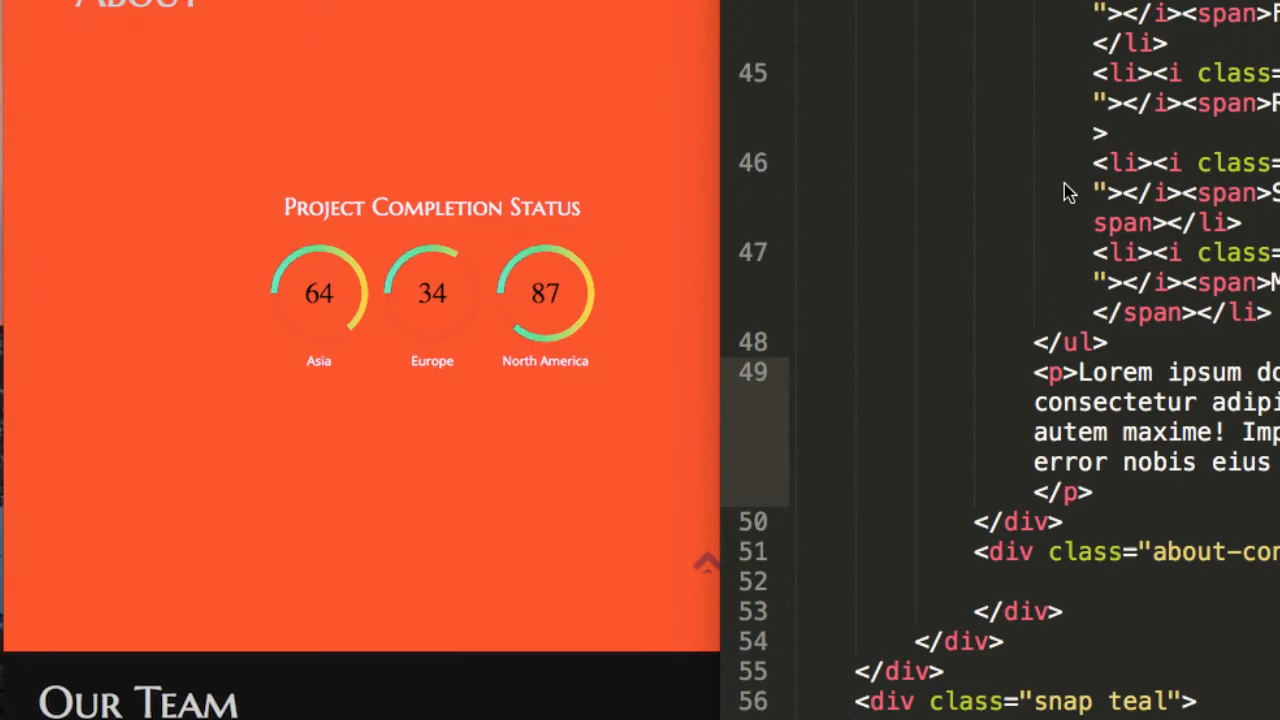 ABOUT
PROJECT COMPLETION STATUS
64
34
87
Asia
Europe
North America
OUR TEAM
"></i><span>F
</li>
45 <li><i class=
"></i><span>F
>
46 <li><i class=
"></i><span>S
span></li>
47 <li><i class=
"></i><span>M
</span></li>
48 </ul>
49 <p>Lorem ipsum do
consectetur adipi
autem maxime! Imp
error nobis eius
</p>
50 </div>
51 <div class="about-con
52
53 </div>
54 </div>
55 </div>
56 <div class="snap teal">